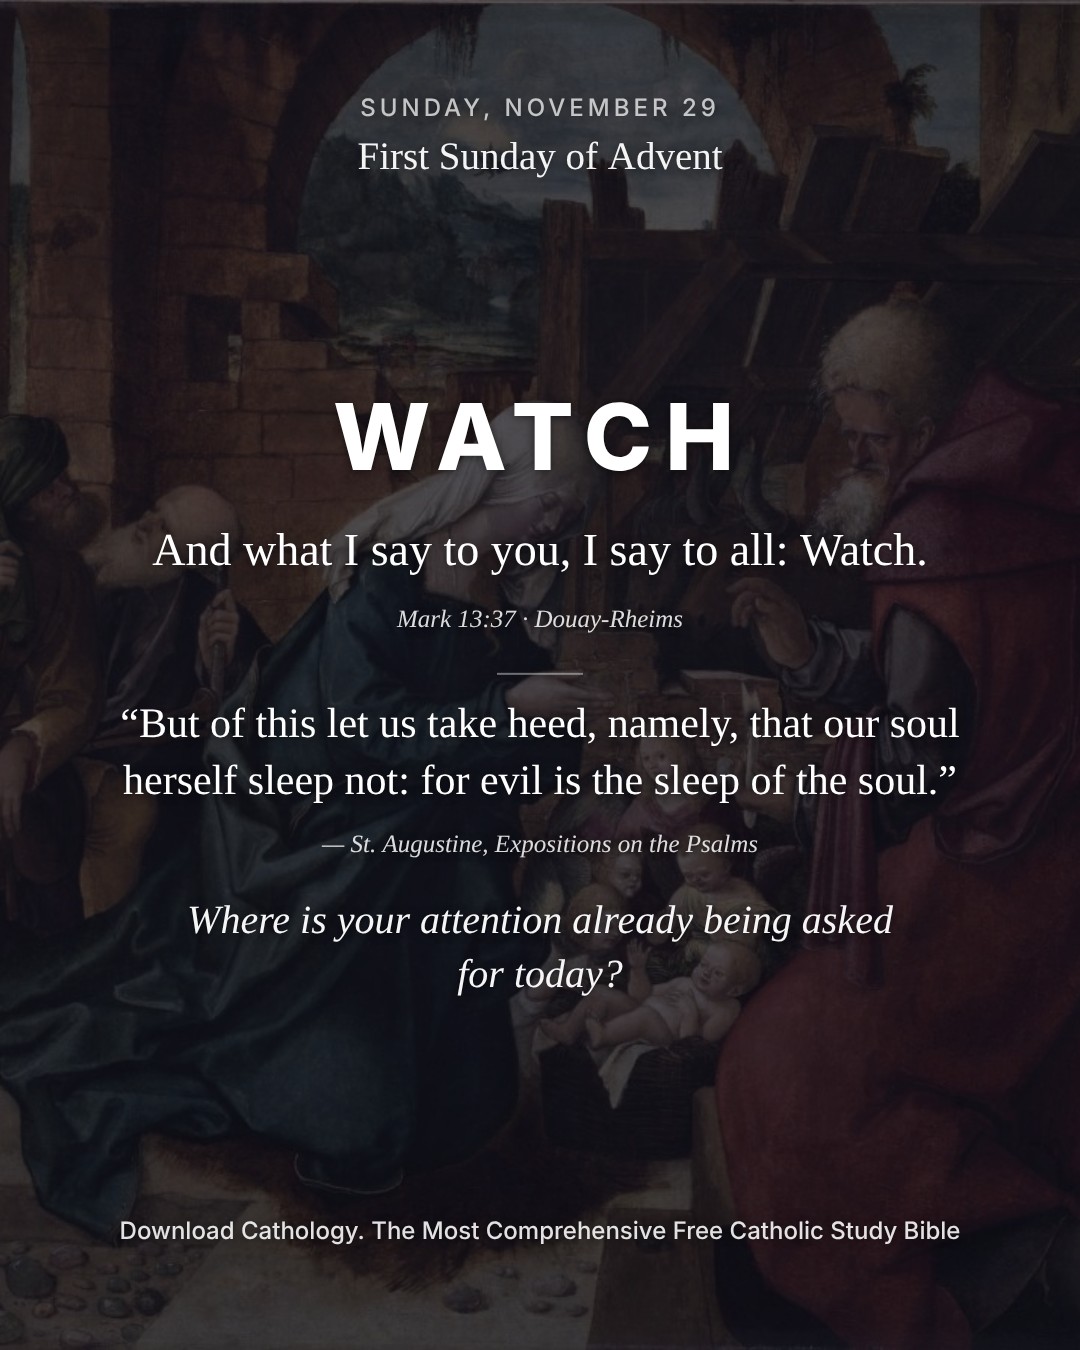 SUNDAY, NOVEMBER 29
First Sunday of Advent
WATCH
And what I say to you, I say to all: Watch.
Mark 13:37 · Douay-Rheims
“But of this let us take heed, namely, that our soul
herself sleep not: for evil is the sleep of the soul.”
— St. Augustine, Expositions on the Psalms
Where is your attention already being asked
for today?
Download Cathology. The Most Comprehensive Free Catholic Study Bible